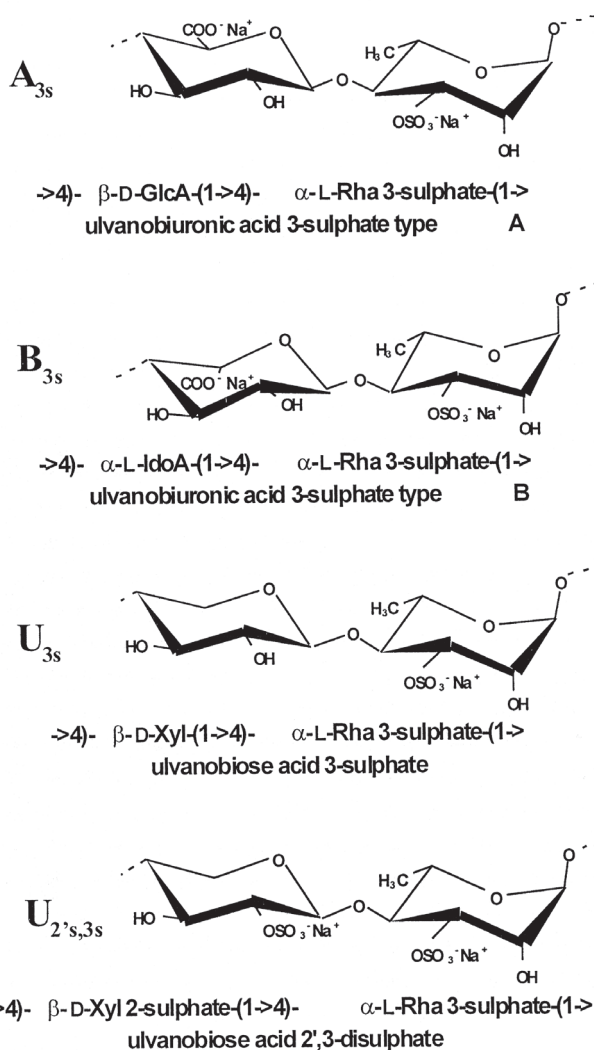 COO⁻Na⁺ O O
A₃ₛ H₃C O
HO OH O OSO₃⁻Na⁺
OH
->4)- β-D-GlcA-(1->4)- α-L-Rha 3-sulphate-(1->
ulvanobiuronic acid 3-sulphate type A
O
B₃ₛ O H₃C O
COO⁻Na⁺ O
HO OH OSO₃⁻Na⁺
OH
->4)- α-L-IdoA-(1->4)- α-L-Rha 3-sulphate-(1->
ulvanobiuronic acid 3-sulphate type B
O O
U₃ₛ H₃C O
HO OH O OSO₃⁻Na⁺
OH
->4)- β-D-Xyl-(1->4)- α-L-Rha 3-sulphate-(1->
ulvanobiose acid 3-sulphate
O O
U₂'ₛ,₃ₛ H₃C O
HO OSO₃⁻Na⁺ O OSO₃⁻Na⁺
OH
>4)- β-D-Xyl 2-sulphate-(1->4)- α-L-Rha 3-sulphate-(1->
ulvanobiose acid 2',3-disulphate